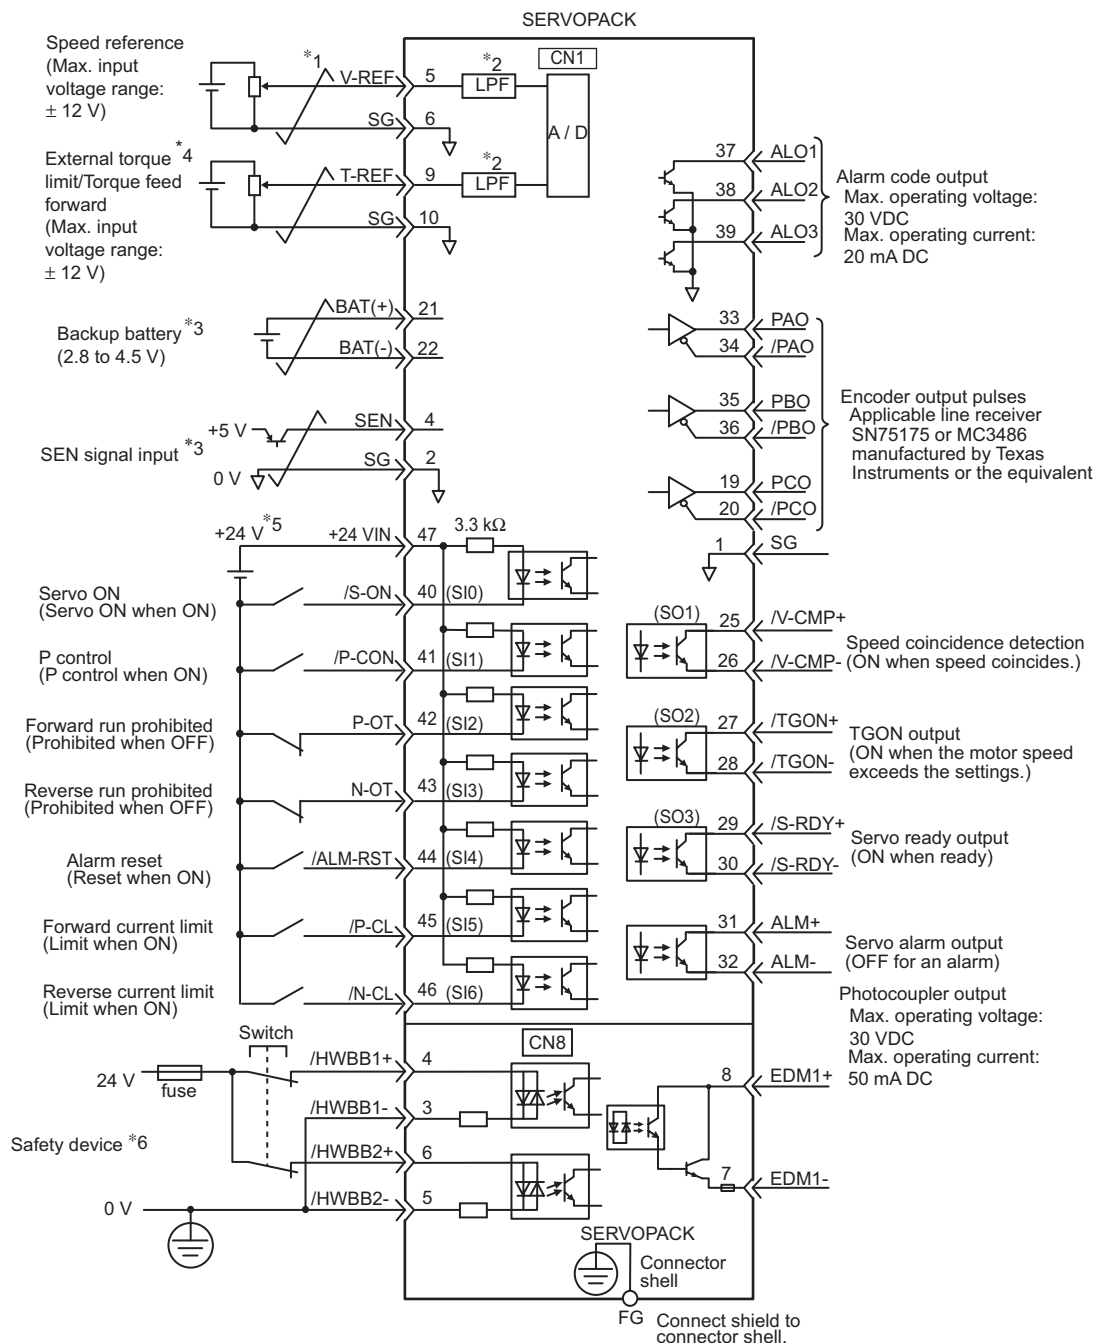 SERVOPACK
Speed reference
(Max. input
voltage range:
± 12 V)
*1
V-REF
5
*2
LPF
CN1
SG
6
A / D
External torque *4
limit/Torque feed
forward
(Max. input
voltage range:
± 12 V)
T-REF
9
*2
LPF
SG
10
37
ALO1
38
ALO2
39
ALO3
Alarm code output
Max. operating voltage:
30 VDC
Max. operating current:
20 mA DC
Backup battery *3
(2.8 to 4.5 V)
BAT(+)
21
BAT(-)
22
33
PAO
34
/PAO
35
PBO
36
/PBO
19
PCO
20
/PCO
Encoder output pulses
Applicable line receiver
SN75175 or MC3486
manufactured by Texas
Instruments or the equivalent
1
SG
SEN signal input *3
+5 V
SEN
4
0 V
SG
2
+24 V *5
+24 VIN
47
3.3 kΩ
Servo ON
(Servo ON when ON)
/S-ON
40
(SI0)
P control
(P control when ON)
/P-CON
41
(SI1)
Forward run prohibited
(Prohibited when OFF)
P-OT
42
(SI2)
Reverse run prohibited
(Prohibited when OFF)
N-OT
43
(SI3)
Alarm reset
(Reset when ON)
/ALM-RST
44
(SI4)
Forward current limit
(Limit when ON)
/P-CL
45
(SI5)
Reverse current limit
(Limit when ON)
/N-CL
46
(SI6)
(SO1)
25
/V-CMP+
26
/V-CMP-
Speed coincidence detection
(ON when speed coincides.)
(SO2)
27
/TGON+
28
/TGON-
TGON output
(ON when the motor speed
exceeds the settings.)
(SO3)
29
/S-RDY+
30
/S-RDY-
Servo ready output
(ON when ready)
31
ALM+
32
ALM-
Servo alarm output
(OFF for an alarm)
Photocoupler output
Max. operating voltage:
30 VDC
Max. operating current:
50 mA DC
Switch
24 V
fuse
Safety device *6
0 V
CN8
/HWBB1+
4
/HWBB1-
3
/HWBB2+
6
/HWBB2-
5
8
EDM1+
7
EDM1-
SERVOPACK
Connector
shell
FG
Connect shield to
connector shell.